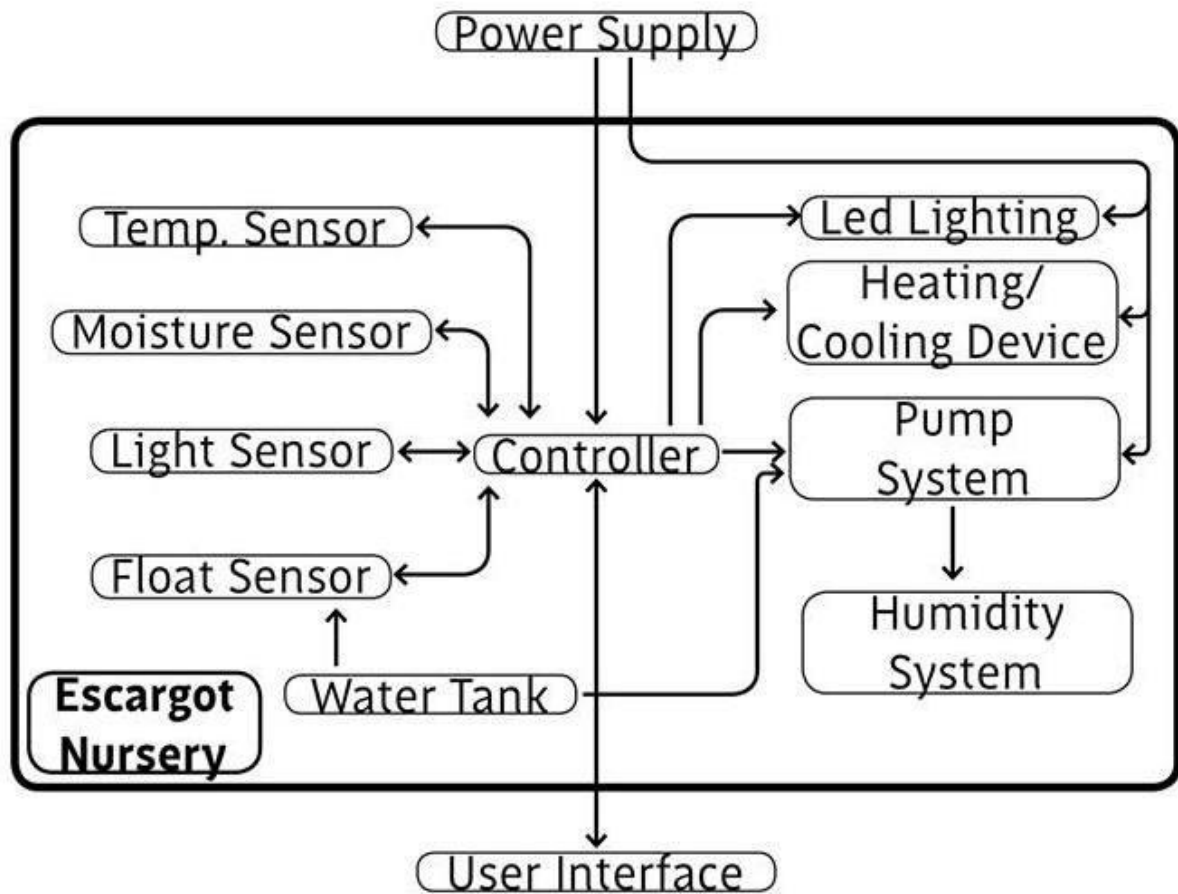 Power Supply
Temp. Sensor
Led Lighting
Moisture Sensor
Heating/
Cooling Device
Light Sensor
Controller
Pump
System
Float Sensor
Humidity
System
Water Tank
Escargot
Nursery
User Interface